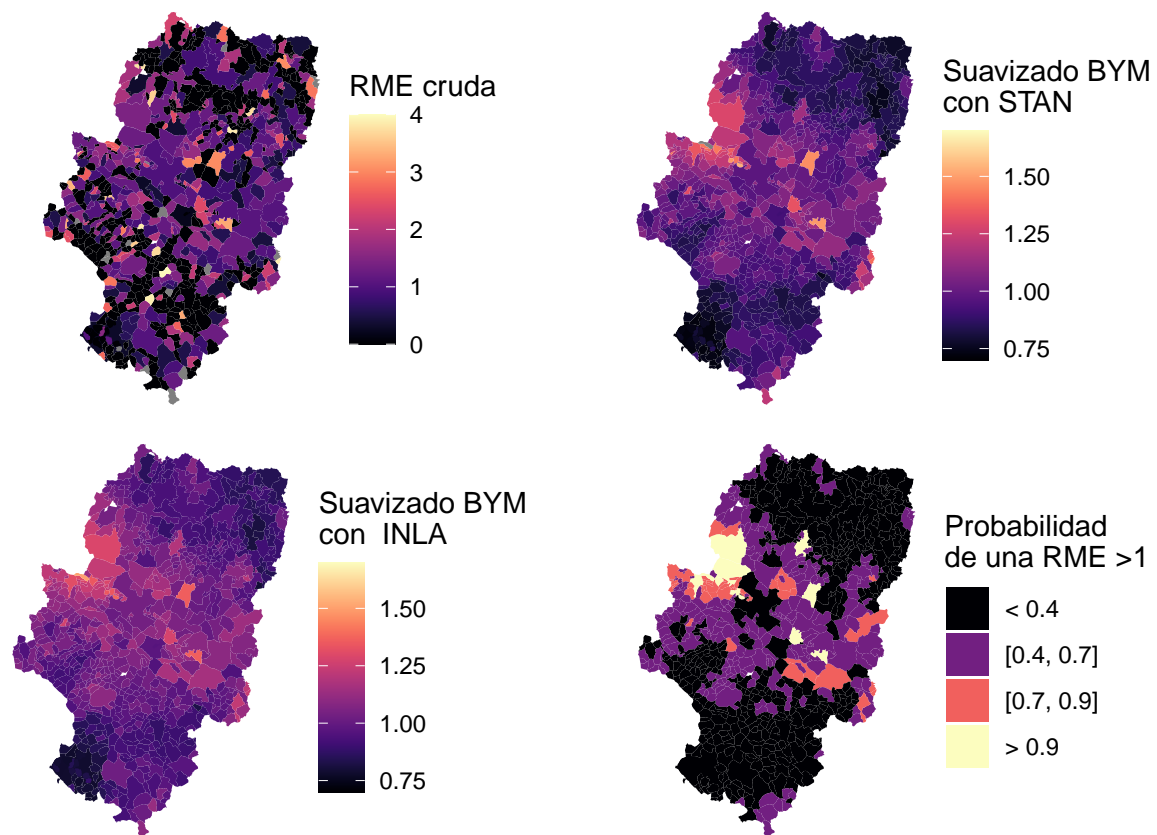 RME cruda
4
3
2
1
0
Suavizado BYM
con STAN
1.50
1.25
1.00
0.75
Suavizado BYM
con INLA
1.50
1.25
1.00
0.75
Probabilidad
de una RME >1
< 0.4
[0.4, 0.7]
[0.7, 0.9]
> 0.9